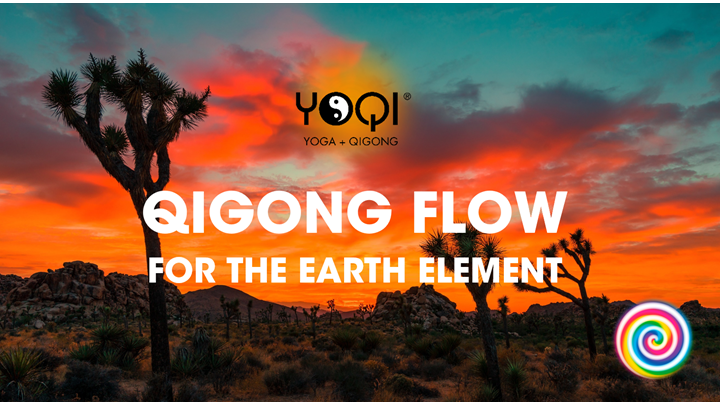 YOQI®
YOGA + QIGONG
QIGONG FLOW
FOR THE EARTH ELEMENT